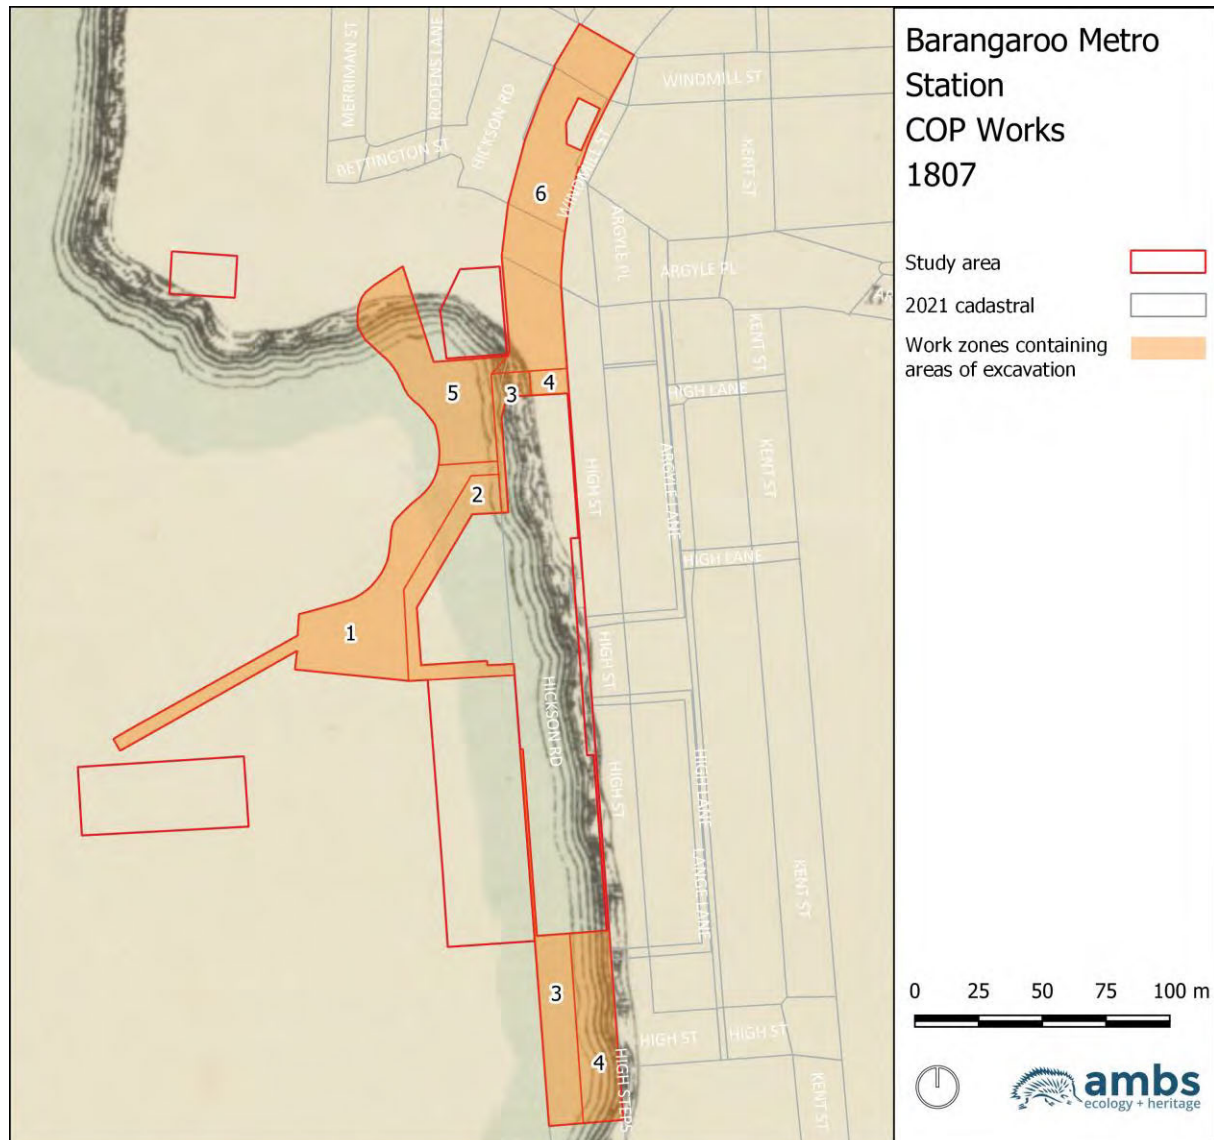 Barangaroo Metro
Station
COP Works
1807
Study area
2021 cadastral
Work zones containing
areas of excavation
0 25 50 75 100 m
ambs
ecology + heritage
MERRIMAN ST
RODENS LANE
BETTINGTON ST
HICKSON RD
WINDMILL ST
WINDMILL ST
KENT ST
6
ARGYLE PL
ARGYLE PL
AR
KENT ST
5
3
4
HIGH LANE
2
HIGH ST
ARGYLE LANE
KENT ST
HIGH LANE
1
HIGH ST
HICKSON RD
HIGH ST
HIGH LANE
LANCE LANE
KENT ST
3
4
HIGH ST
HIGH ST
HIGH STEPS
KENT ST